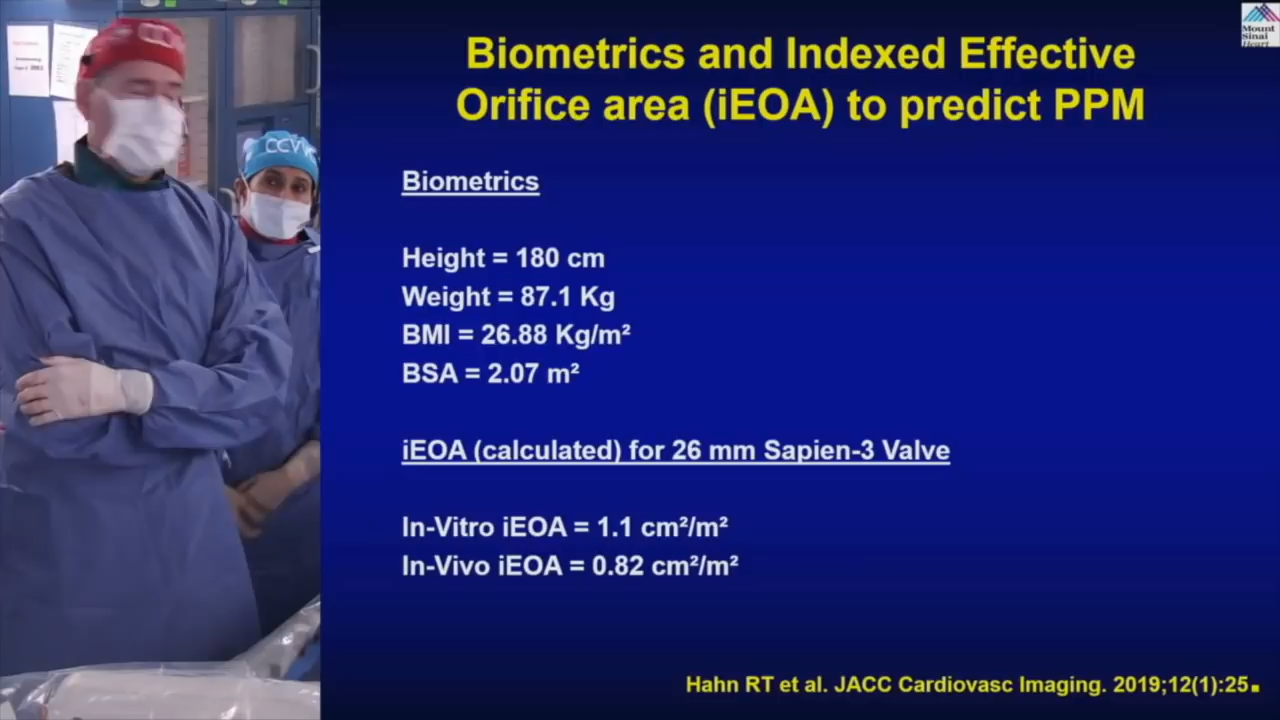 Mount
Sinai
Heart
Biometrics and Indexed Effective
Orifice area (iEOA) to predict PPM
Biometrics
Height = 180 cm
Weight = 87.1 Kg
BMI = 26.88 Kg/m²
BSA = 2.07 m²
iEOA (calculated) for 26 mm Sapien-3 Valve
In-Vitro iEOA = 1.1 cm²/m²
In-Vivo iEOA = 0.82 cm²/m²
Hahn RT et al. JACC Cardiovasc Imaging. 2019;12(1):25.